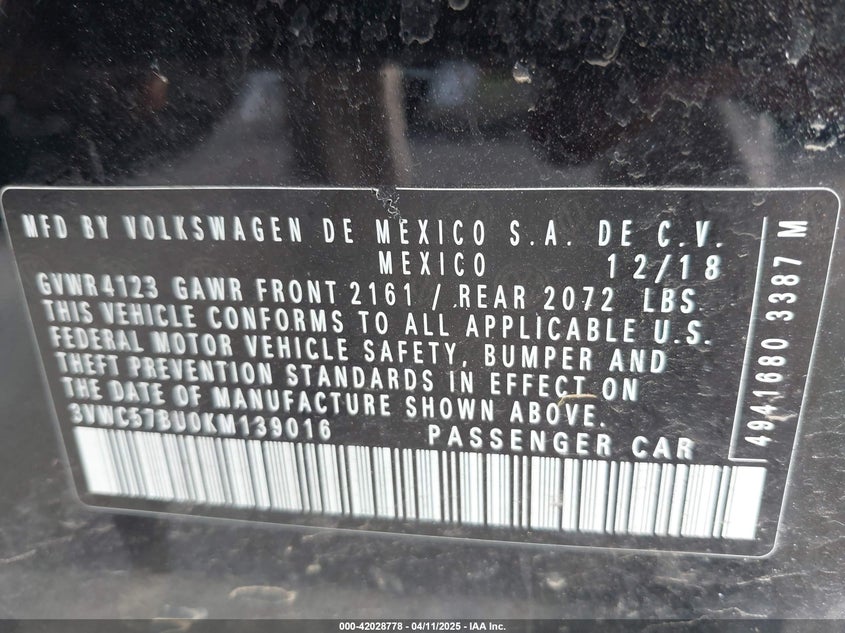 MFD BY VOLKSWAGEN DE MEXICO S.A. DE C.V.
MEXICO 12/18
GVWR 4123 GAWR FRONT 2161 / REAR 2072 LBS
THIS VEHICLE CONFORMS TO ALL APPLICABLE U.S.
FEDERAL MOTOR VEHICLE SAFETY, BUMPER AND
THEFT PREVENTION STANDARDS IN EFFECT ON
THE DATE OF MANUFACTURE SHOWN ABOVE.
3VWC57BU0KM139016 PASSENGER CAR
4941680 3387 M
000-42028778 - 04/11/2025 - IAA Inc.